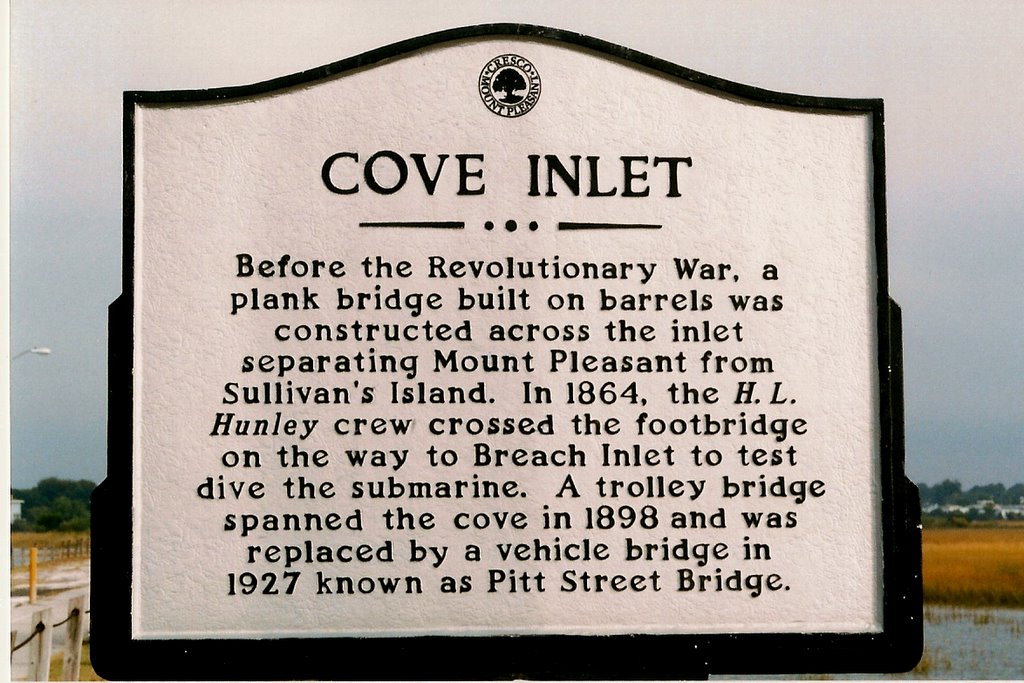 CRESCO
MOUNT PLEASANT
COVE INLET
Before the Revolutionary War, a
plank bridge built on barrels was
constructed across the inlet
separating Mount Pleasant from
Sullivan's Island. In 1864, the H. L.
Hunley crew crossed the footbridge
on the way to Breach Inlet to test
dive the submarine. A trolley bridge
spanned the cove in 1898 and was
replaced by a vehicle bridge in
1927 known as Pitt Street Bridge.